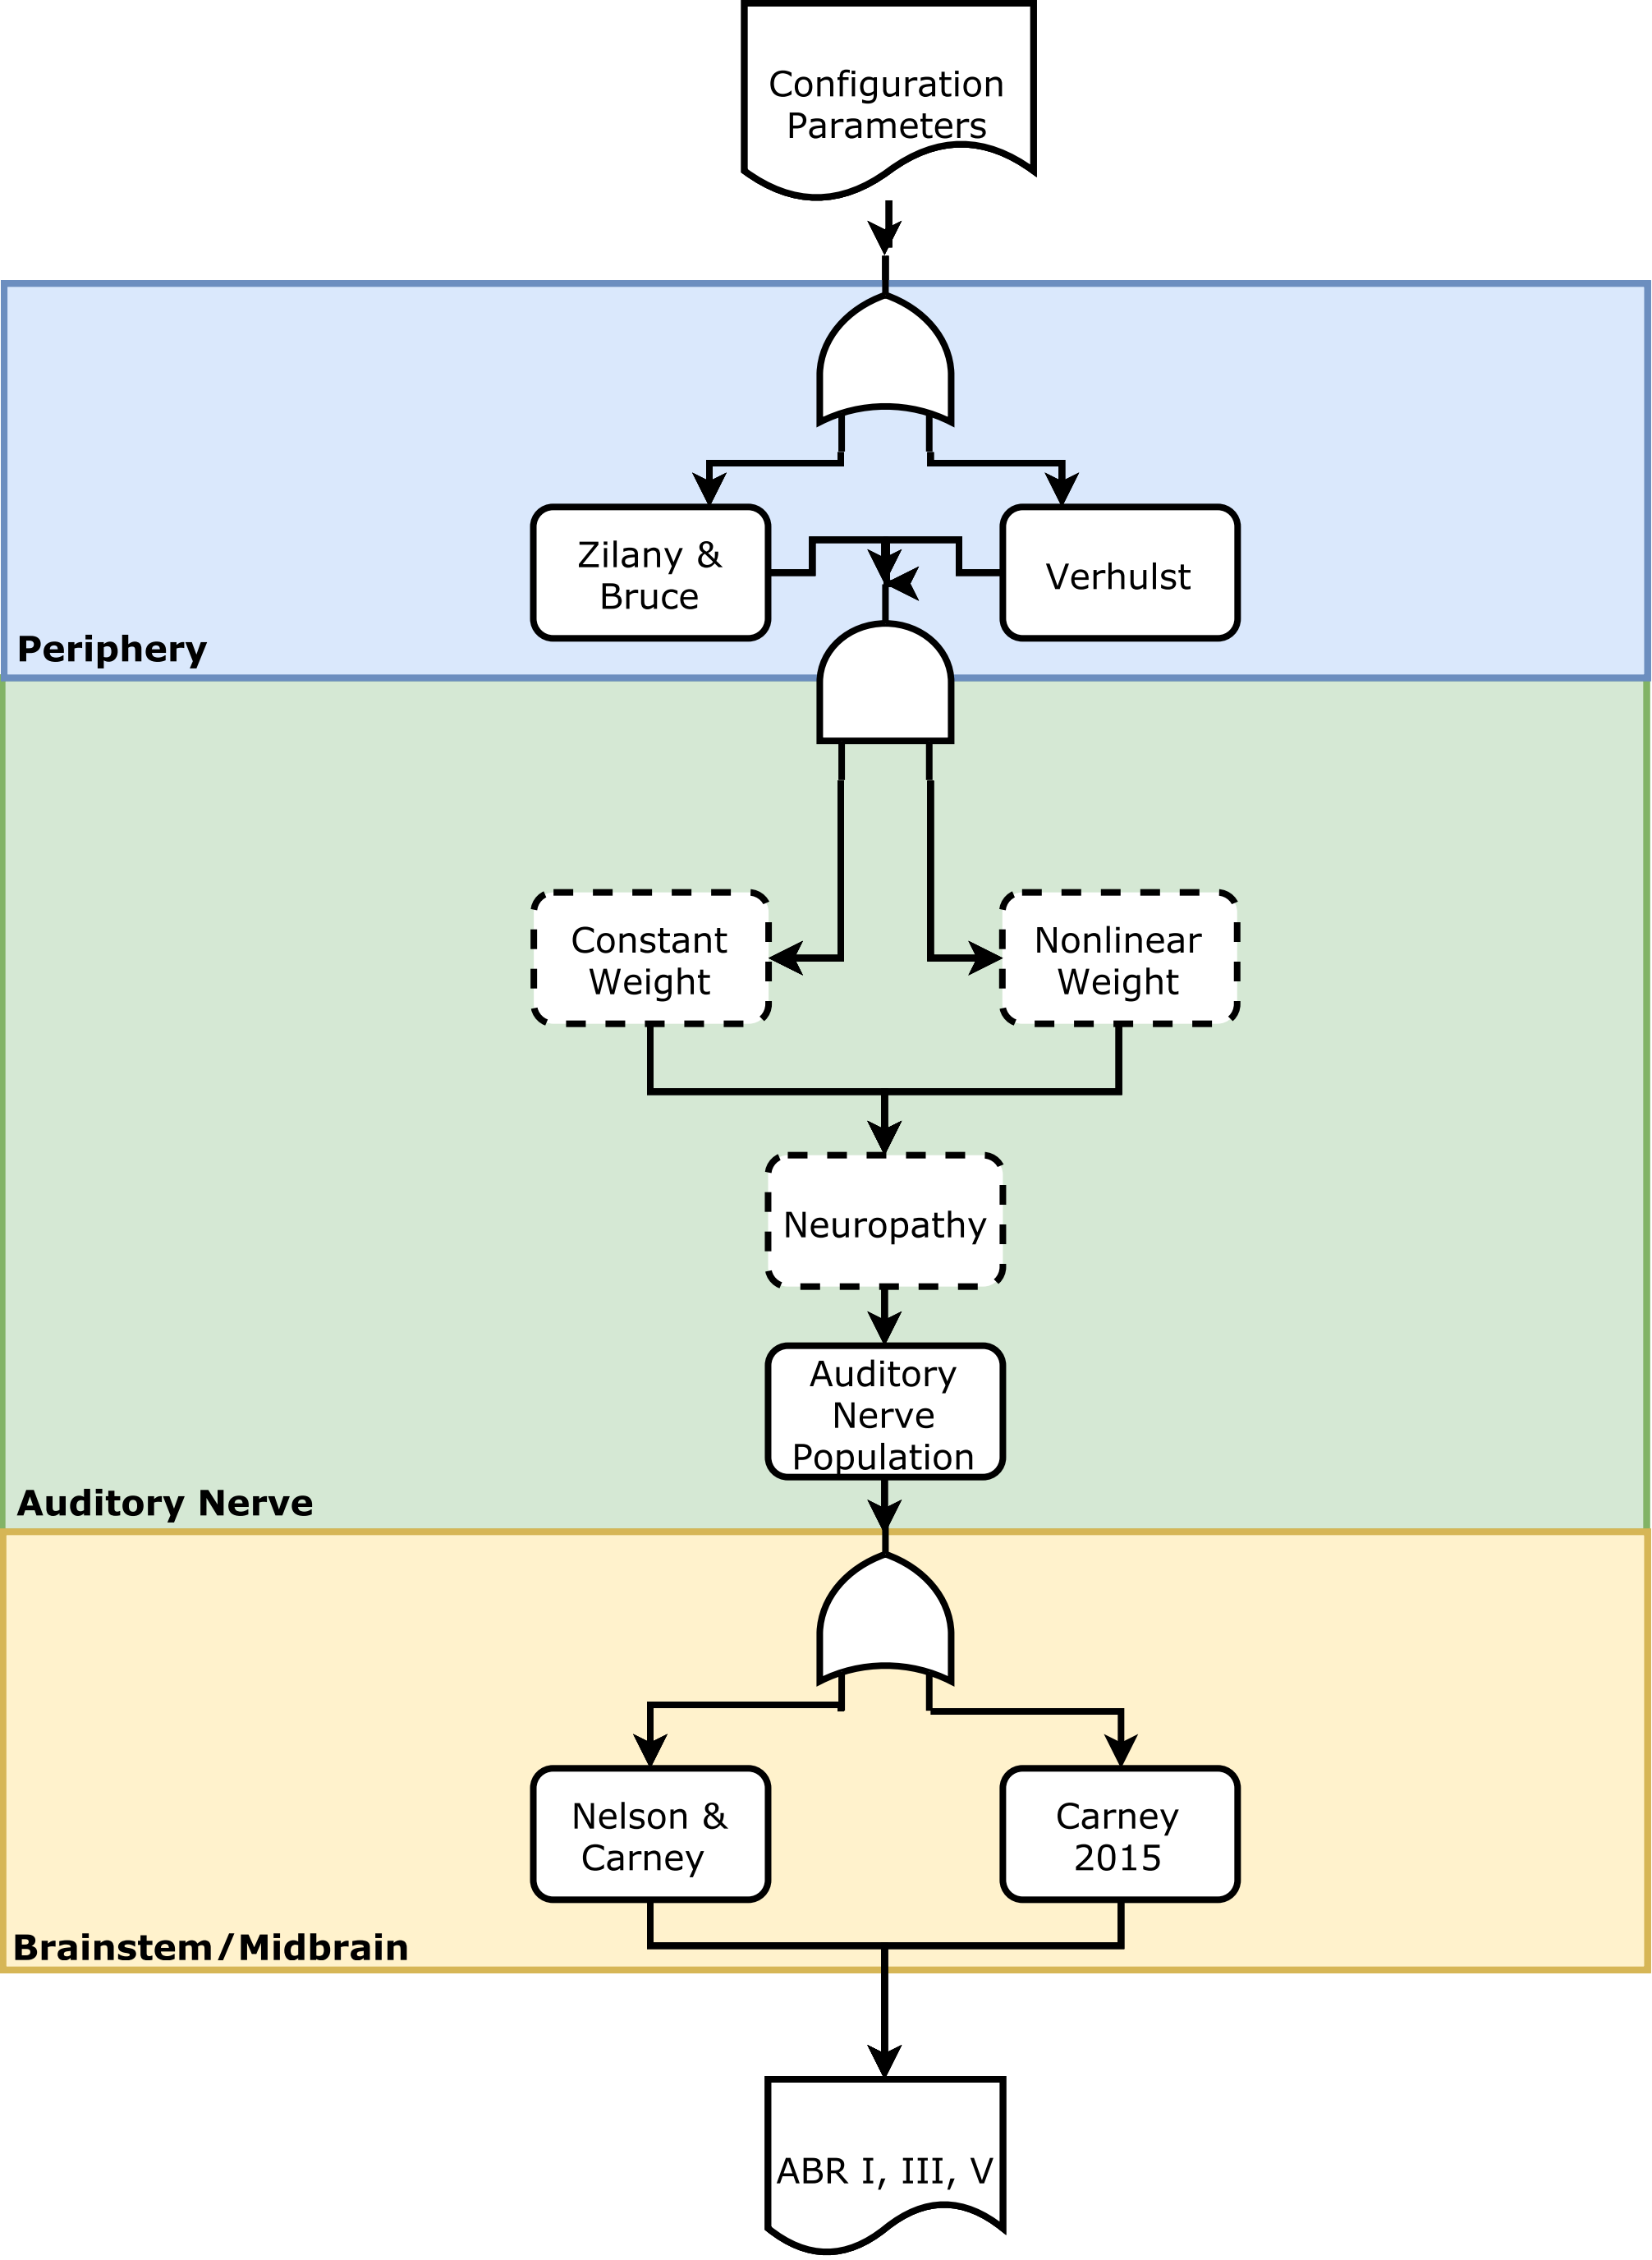 Configuration
Parameters
Zilany &
Bruce
Verhulst
Periphery
Constant
Weight
Nonlinear
Weight
Neuropathy
Auditory
Nerve
Population
Auditory Nerve
Nelson &
Carney
Carney
2015
Brainstem/Midbrain
ABR I, III, V